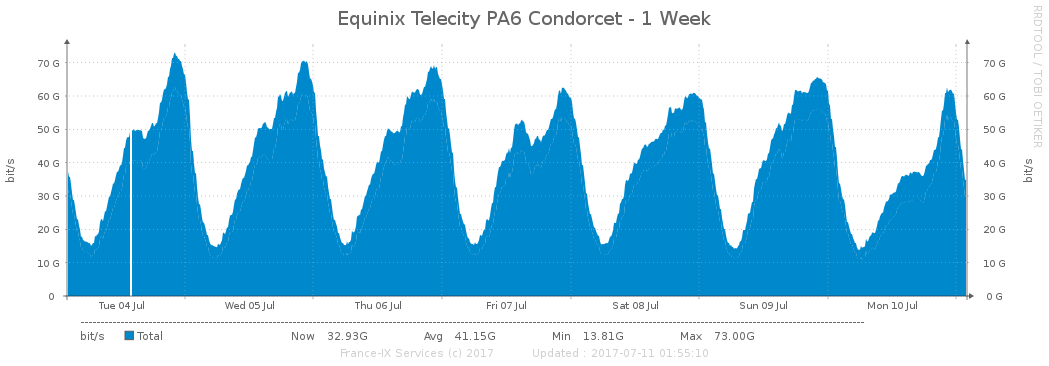 Equinix Telecity PA6 Condorcet - 1 Week
RRDTOOL / TOBI OETIKER
bit/s
70 G
60 G
50 G
40 G
30 G
20 G
10 G
0
70 G
60 G
50 G
40 G
30 G
20 G
10 G
0 G
bit/s
Tue 04 Jul Wed 05 Jul Thu 06 Jul Fri 07 Jul Sat 08 Jul Sun 09 Jul Mon 10 Jul
bit/s Total Now 32.93G Avg 41.15G Min 13.81G Max 73.00G
France-IX Services (c) 2017 Updated : 2017-07-11 01:55:10